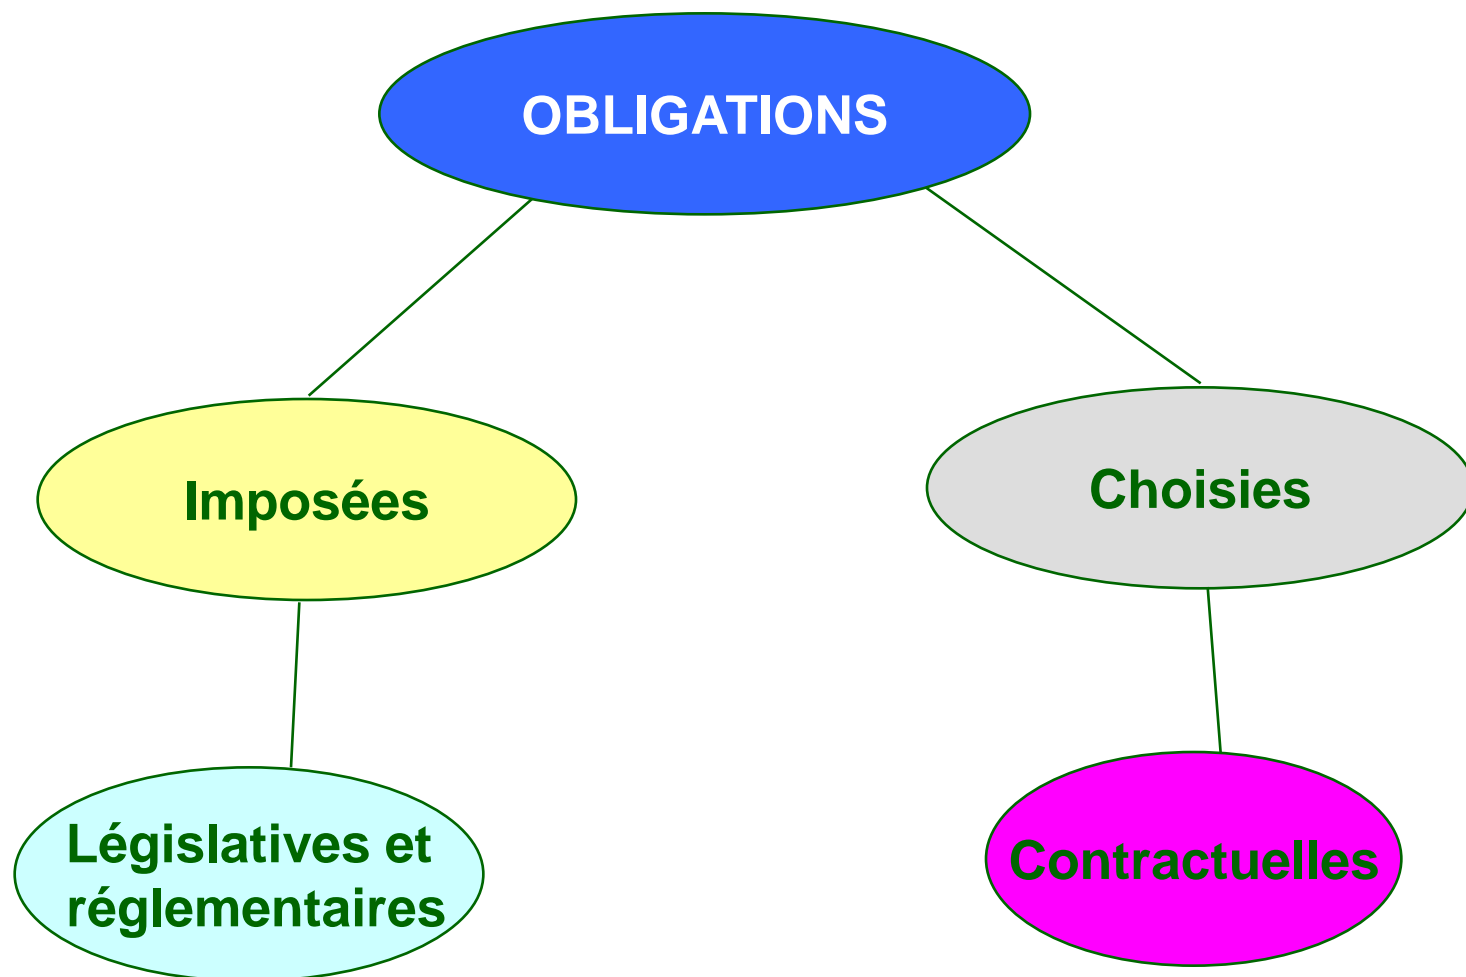 OBLIGATIONS
Imposées
Choisies
Législatives et
réglementaires
Contractuelles